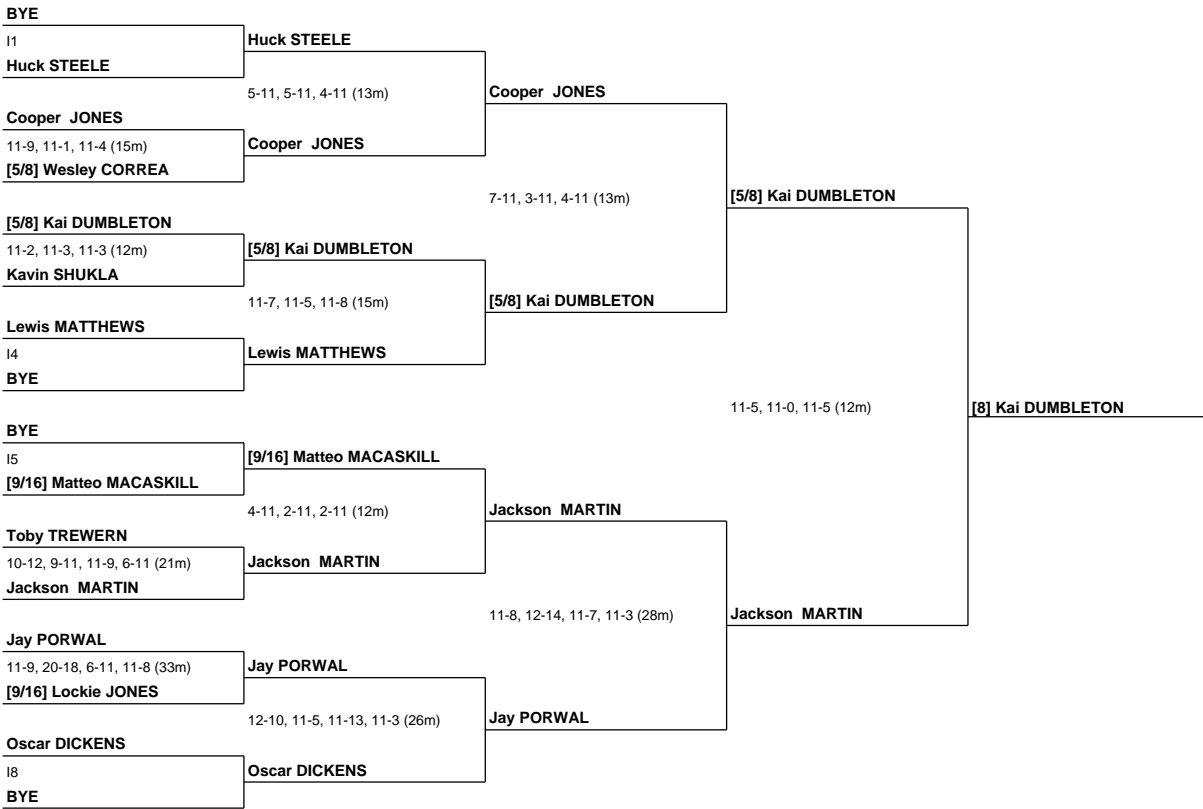 BYE
I1
Huck STEELE
Cooper  JONES
11-9, 11-1, 11-4 (15m)
[5/8] Wesley CORREA
[5/8] Kai DUMBLETON
11-2, 11-3, 11-3 (12m)
Kavin SHUKLA
Lewis MATTHEWS
I4
BYE
BYE
I5
[9/16] Matteo MACASKILL
Toby TREWERN
10-12, 9-11, 11-9, 6-11 (21m)
Jackson  MARTIN
Jay PORWAL
11-9, 20-18, 6-11, 11-8 (33m)
[9/16] Lockie JONES
Oscar DICKENS
I8
BYE
Huck STEELE
5-11, 5-11, 4-11 (13m)
Cooper  JONES
[5/8] Kai DUMBLETON
11-7, 11-5, 11-8 (15m)
Lewis MATTHEWS
[9/16] Matteo MACASKILL
4-11, 2-11, 2-11 (12m)
Jackson  MARTIN
Jay PORWAL
12-10, 11-5, 11-13, 11-3 (26m)
Oscar DICKENS
Cooper  JONES
7-11, 3-11, 4-11 (13m)
[5/8] Kai DUMBLETON
Jackson  MARTIN
11-8, 12-14, 11-7, 11-3 (28m)
Jay PORWAL
[5/8] Kai DUMBLETON
11-5, 11-0, 11-5 (12m)
Jackson  MARTIN
[8] Kai DUMBLETON